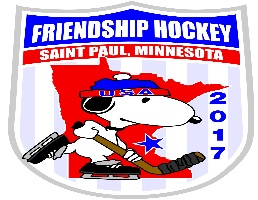 FRIENDSHIP HOCKEY
SAINT PAUL, MINNESOTA
USA
2017